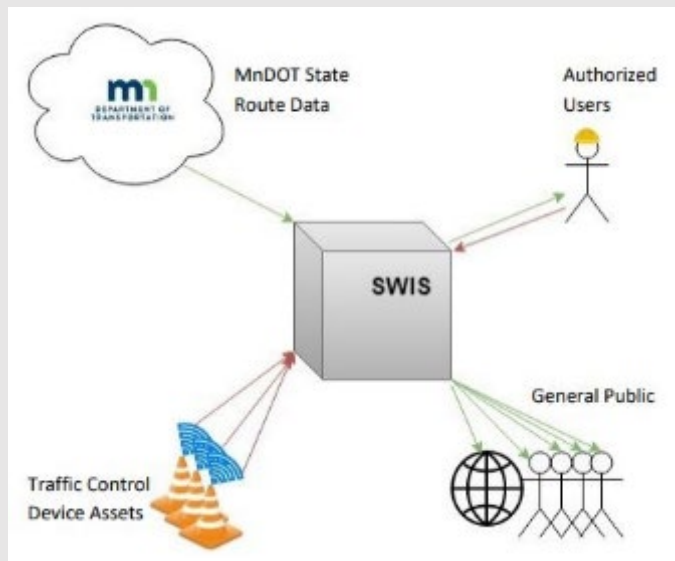 mn
DEPARTMENT OF
TRANSPORTATION
MnDOT State
Route Data
Authorized
Users
SWIS
General Public
Traffic Control
Device Assets